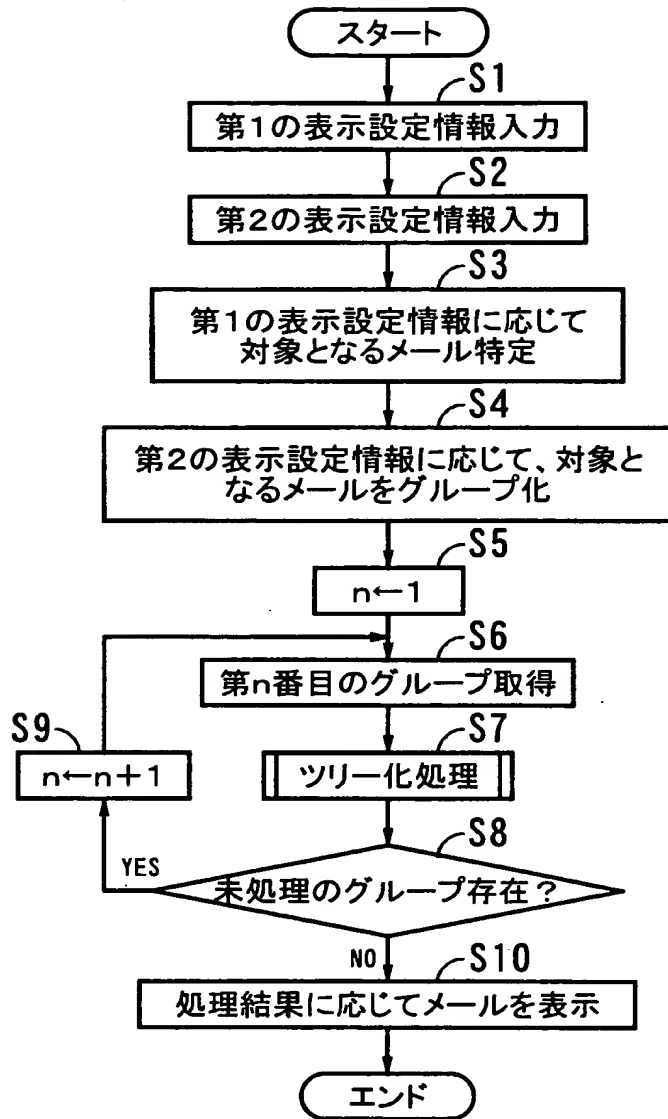 スタート
S1
第1の表示設定情報入力
S2
第2の表示設定情報入力
S3
第1の表示設定情報に応じて
対象となるメール特定
S4
第2の表示設定情報に応じて、対象と
なるメールをグループ化
S5
n←1
S6
第n番目のグループ取得
S9
n←n+1
S7
ツリー化処理
S8
YES
未処理のグループ存在?
NO
S10
処理結果に応じてメールを表示
エンド